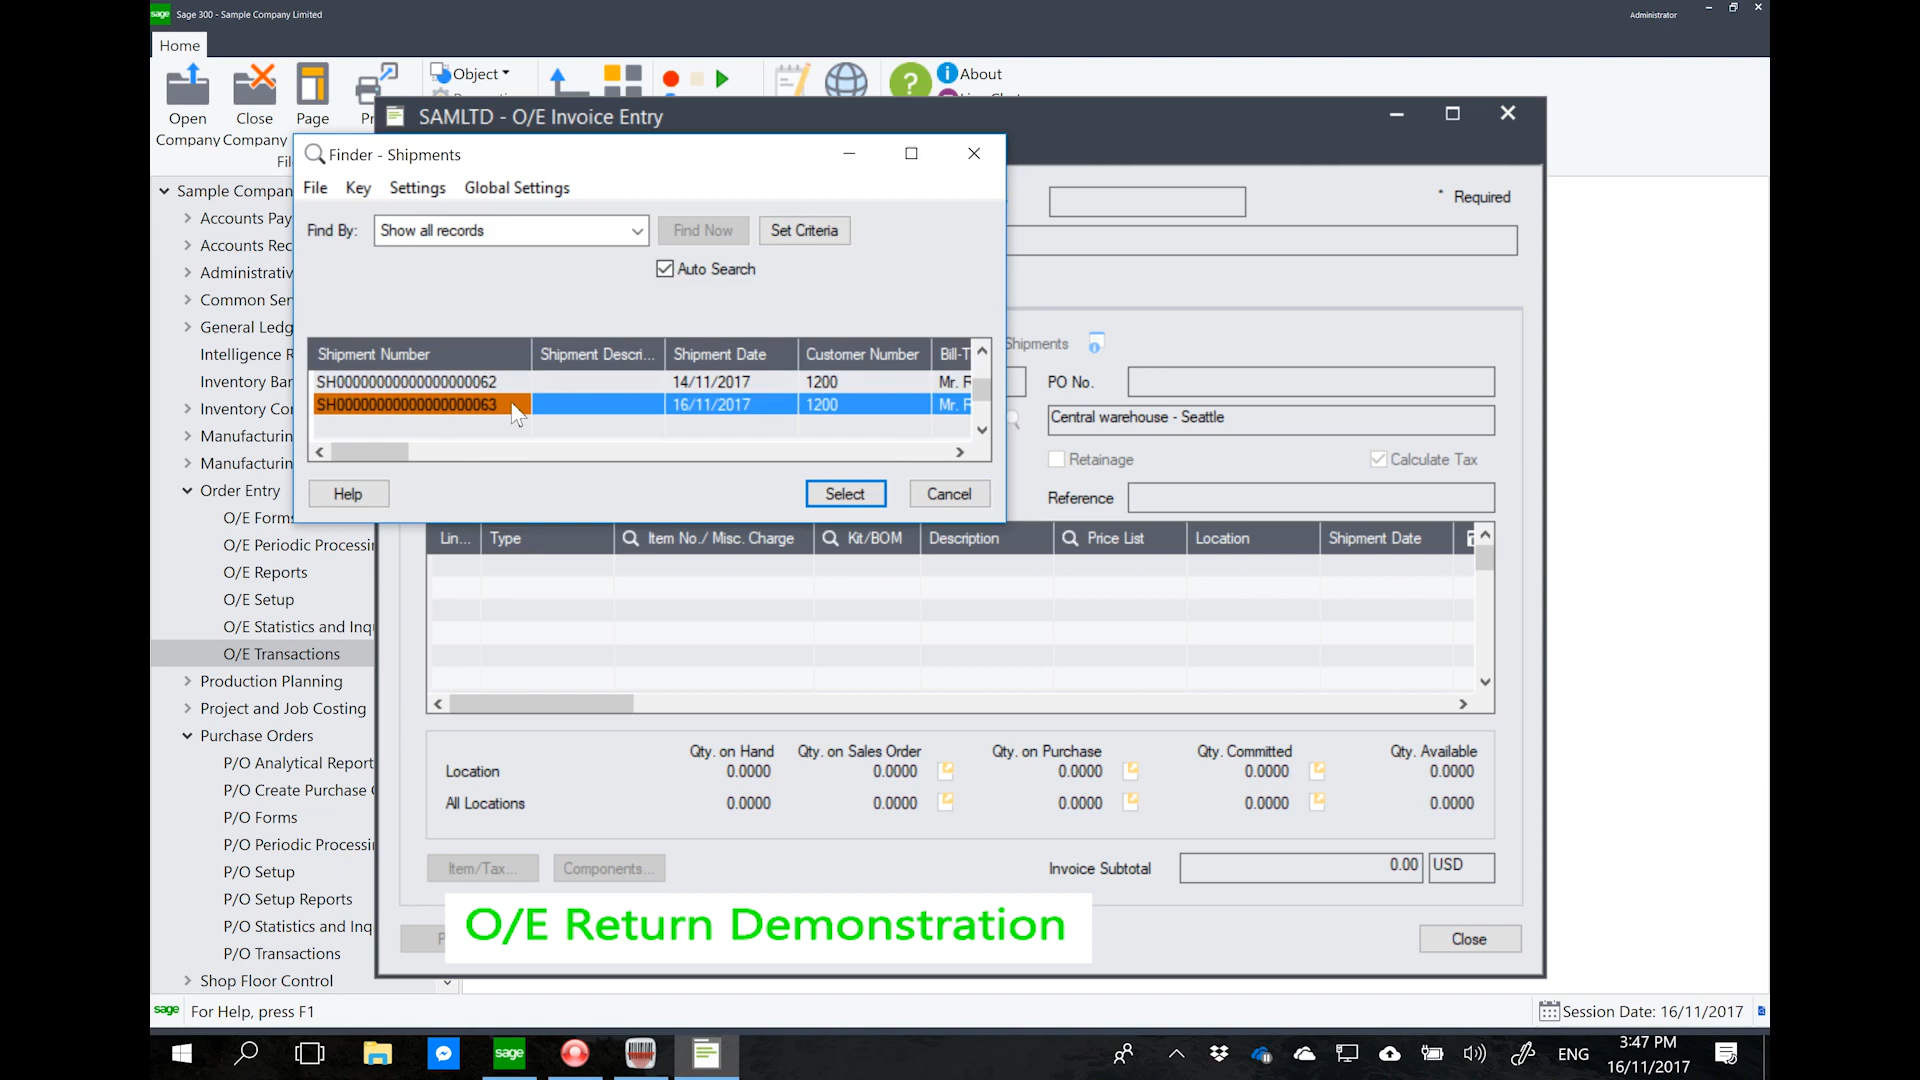 sage Sage 300 - Sample Company Limited
Administrator
Home
Open
Company
Close
Company
Page
Object
About
SAMLTD - O/E Invoice Entry
Finder - Shipments
File Key Settings Global Settings
Find By: Show all records Find Now Set Criteria
Auto Search
Shipment Number Shipment Descri... Shipment Date Customer Number
SH00000000000000000062 14/11/2017 1200
SH00000000000000000063 16/11/2017 1200
Help Select Cancel
* Required
Shipments
PO No.
Central warehouse - Seattle
Retainage Calculate Tax
Reference
Lin... Type Item No./ Misc. Charge Kit/BOM Description Price List Location Shipment Date
Qty. on Hand Qty. on Sales Order Qty. on Purchase Qty. Committed Qty. Available
Location 0.0000 0.0000 0.0000 0.0000 0.0000
All Locations 0.0000 0.0000 0.0000 0.0000 0.0000
Item/Tax... Components... Invoice Subtotal 0.00 USD
O/E Return Demonstration
Close
Sample Compan
Accounts Pay
Accounts Rec
Administrativ
Common Ser
General Ledg
Intelligence R
Inventory Bar
Inventory Cor
Manufacturin
Manufacturin
Order Entry
O/E Forms
O/E Periodic Processin
O/E Reports
O/E Setup
O/E Statistics and Inq
O/E Transactions
Production Planning
Project and Job Costing
Purchase Orders
P/O Analytical Report
P/O Create Purchase
P/O Forms
P/O Periodic Processi
P/O Setup
P/O Setup Reports
P/O Statistics and Inq
P/O Transactions
Shop Floor Control
sage For Help, press F1
Session Date: 16/11/2017
sage
ENG
3:47 PM
16/11/2017